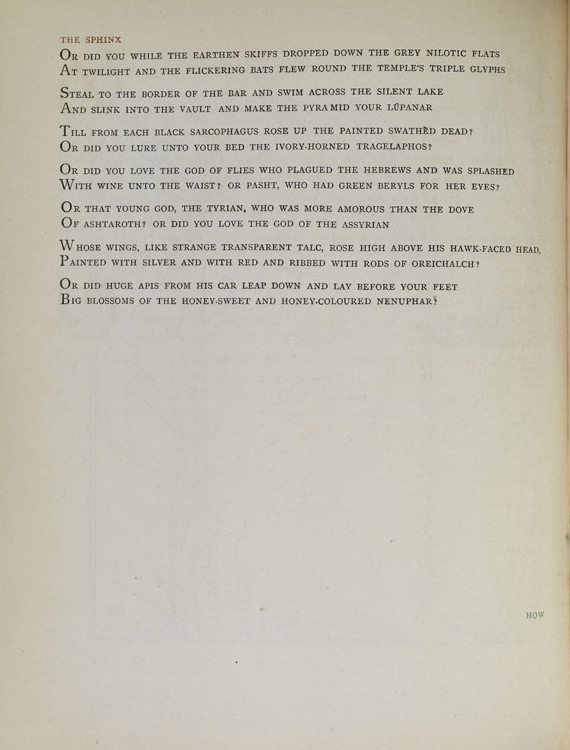 THE SPHINX
OR DID YOU WHILE THE EARTHEN SKIFFS DROPPED DOWN THE GREY NILOTIC FLATS
AT TWILIGHT AND THE FLICKERING BATS FLEW ROUND THE TEMPLE'S TRIPLE GLYPHS
STEAL TO THE BORDER OF THE BAR AND SWIM ACROSS THE SILENT LAKE
AND SLINK INTO THE VAULT AND MAKE THE PYRAMID YOUR LÚPANAR
TILL FROM EACH BLACK SARCOPHAGUS ROSE UP THE PAINTED SWATHÈD DEAD?
OR DID YOU LURE UNTO YOUR BED THE IVORY-HORNED TRAGELAPHOS?
OR DID YOU LOVE THE GOD OF FLIES WHO PLAGUED THE HEBREWS AND WAS SPLASHED
WITH WINE UNTO THE WAIST? OR PASHT, WHO HAD GREEN BERYLS FOR HER EYES?
OR THAT YOUNG GOD, THE TYRIAN, WHO WAS MORE AMOROUS THAN THE DOVE
OF ASHTAROTH? OR DID YOU LOVE THE GOD OF THE ASSYRIAN
WHOSE WINGS, LIKE STRANGE TRANSPARENT TALC, ROSE HIGH ABOVE HIS HAWK-FACED HEAD,
PAINTED WITH SILVER AND WITH RED AND RIBBED WITH RODS OF OREICHALCH?
OR DID HUGE APIS FROM HIS CAR LEAP DOWN AND LAY BEFORE YOUR FEET
BIG BLOSSOMS OF THE HONEY-SWEET AND HONEY-COLOURED NENUPHAR?
HOW